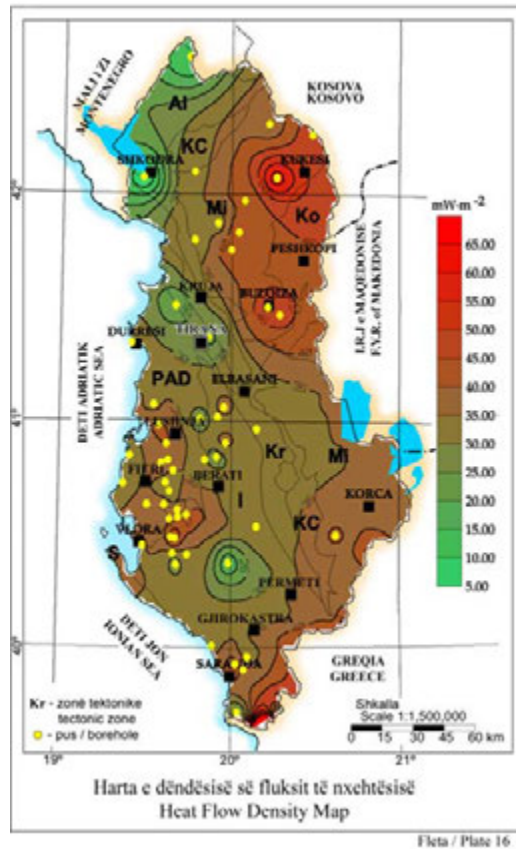 MALI i ZI
MONTENEGRO
KOSOVA
KOSOVO
Al
KC
SHKODRA
KUKESI
42°
Mi
Ko
PESHKOPI
mW·m⁻²
65.00
60.00
55.00
50.00
45.00
40.00
35.00
30.00
25.00
20.00
15.00
10.00
5.00
I.R.J e MAQEDONISE
F.Y.R. of MAKEDONIA
KRUJA
BULQIZA
DURRESI
TIRANA
DETI ADRIATIK
ADRIATIC SEA
PAD
ELBASANI
41°
LUSHNJA
Kr
Mi
FIERI
BERATI
KORCA
I
KC
VLORA
S
PERMETI
GJIROKASTRA
DETI JON
IONIAN SEA
40°
SARANDA
GREQIA
GREECE
Kr - zonë tektonike
tectonic zone
- pus / borehole
Shkalla
Scale 1:1,500,000
0 15 30 45 60 km
19°
20°
21°
Harta e dëndësisë së fluksit të nxehtësisë
Heat Flow Density Map
Fleta / Plate 16